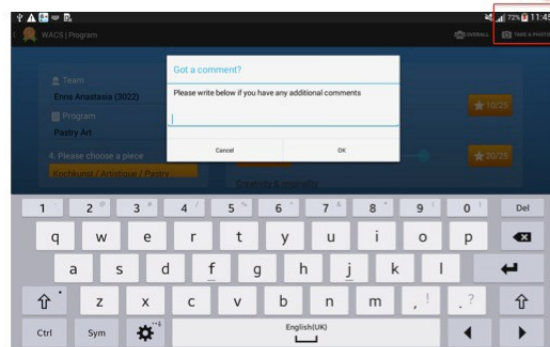 72% 11:45
WACS | Program
OVERALL
TAKE A PHOTO
Got a comment?
Please write below if you have any additional comments
Cancel
OK
Team
Enns Anastasia (3022)
Program
Pastry Art
4. Please choose a piece
Kochkunst / Artistique / Pastry
10/25
20/25
1 2 3 4 5 6 7 8 9 0 Del
q w e r t y u i o p
a s d f g h j k l
z x c v b n m , ! . ?
Ctrl Sym English(UK)